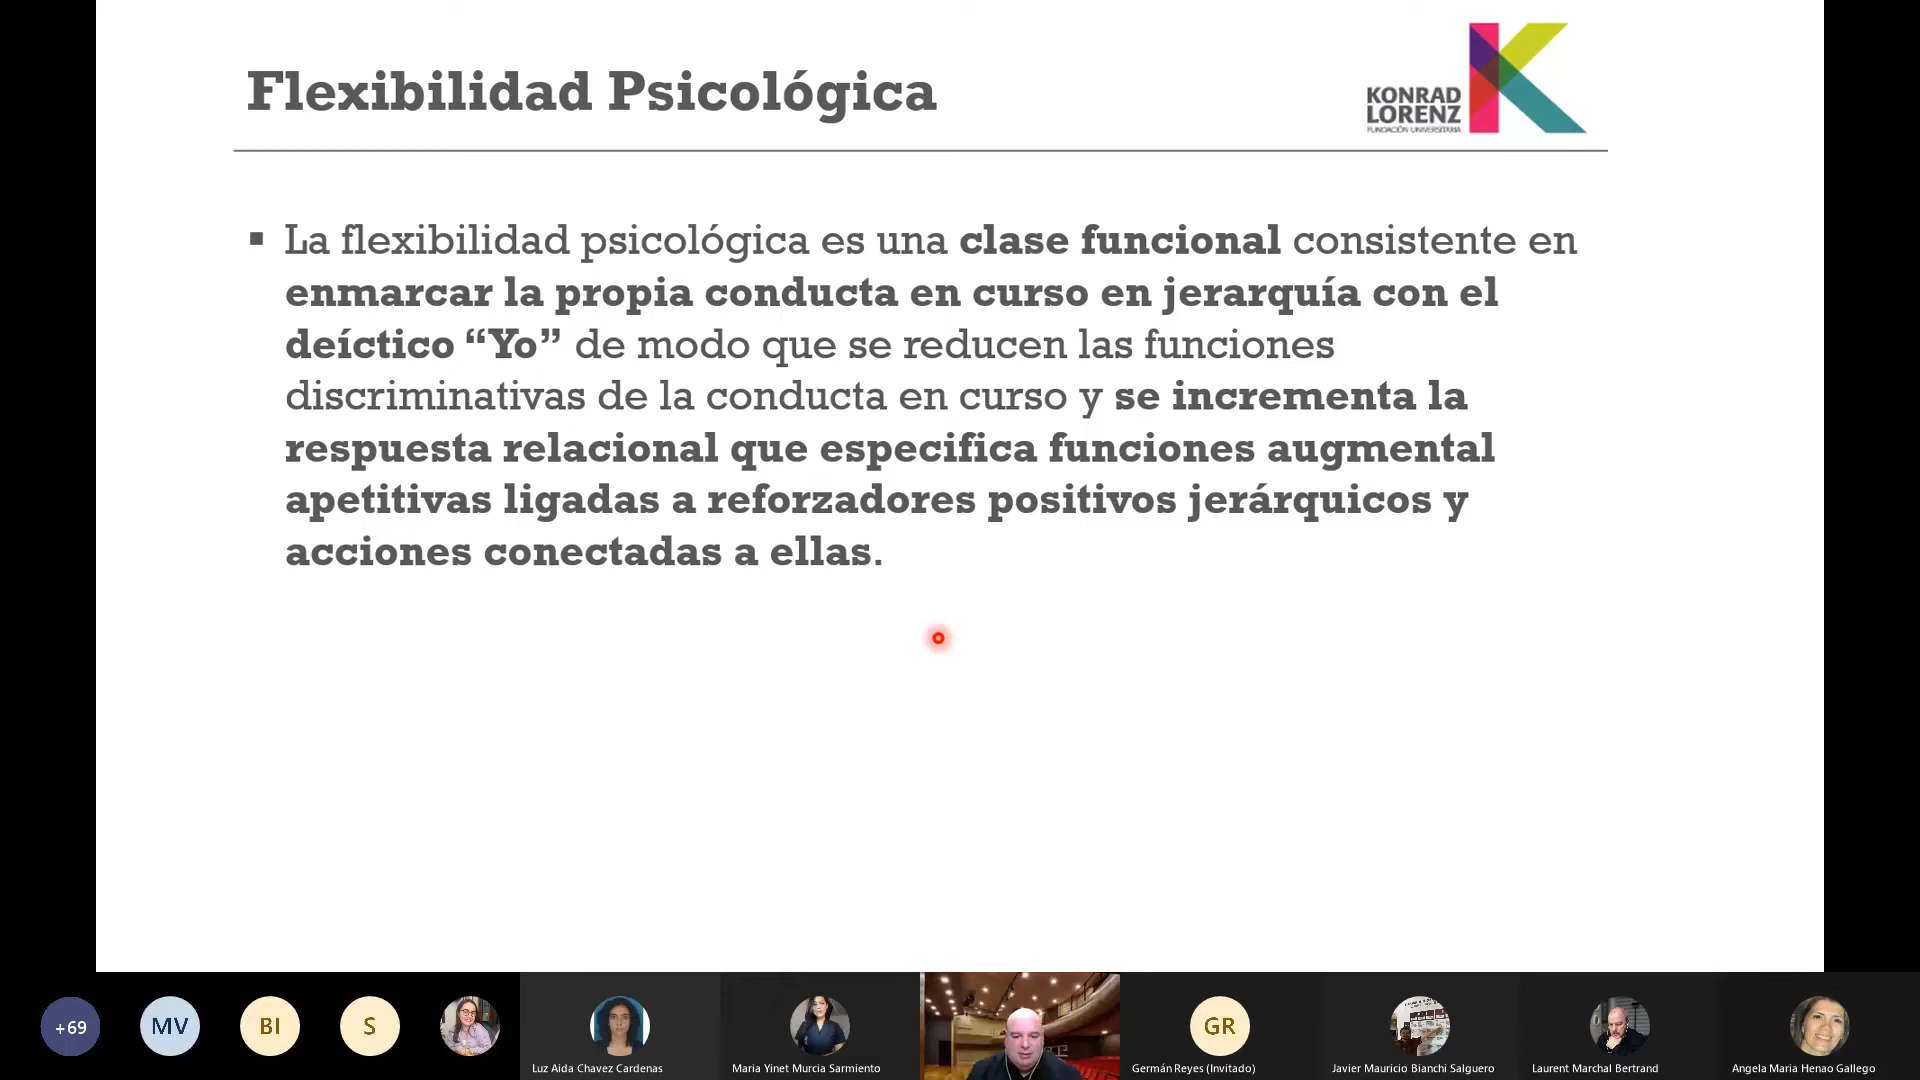 Flexibilidad Psicológica
KONRAD
LORENZ
FUNDACIÓN UNIVERSITARIA
▪ La flexibilidad psicológica es una clase funcional consistente en
enmarcar la propia conducta en curso en jerarquía con el
deíctico “Yo” de modo que se reducen las funciones
discriminativas de la conducta en curso y se incrementa la
respuesta relacional que especifica funciones augmental
apetitivas ligadas a reforzadores positivos jerárquicos y
acciones conectadas a ellas.
+69
MV
BI
S
GR
Luz Aida Chavez Cardenas
Maria Yinet Murcia Sarmiento
Germán Reyes (Invitado)
Javier Mauricio Bianchi Salguero
Laurent Marchal Bertrand
Angela Maria Henao Gallego